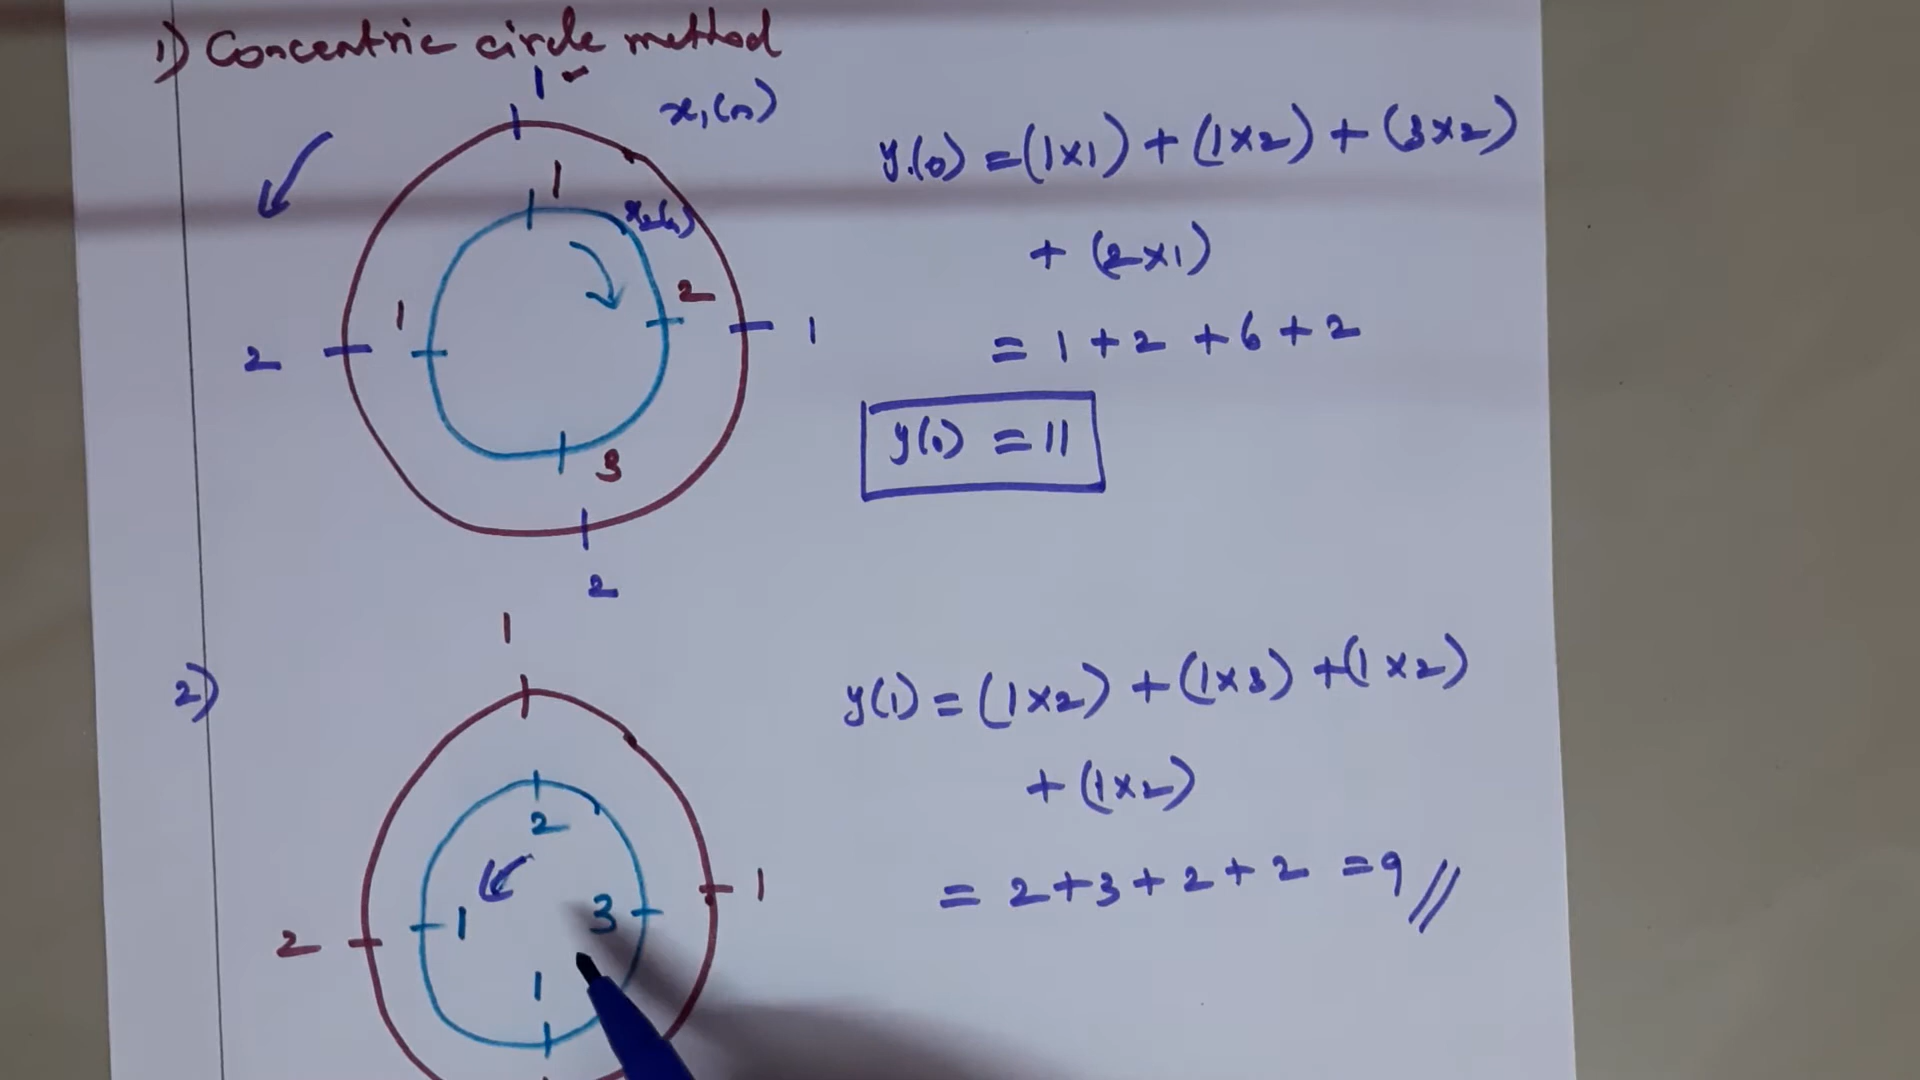 1) Concentric circle method
1
x₁(n)
1
x₂(n)
2
1
2
1
3
2
y(0) = (1×1) + (1×2) + (3×2)
+ (2×1)
= 1 + 2 + 6 + 2
y(0) = 11
2)
1
2
1
3
1
2
1
y(1) = (1×2) + (1×3) + (1×2)
+ (1×2)
= 2 + 3 + 2 + 2 = 9 //